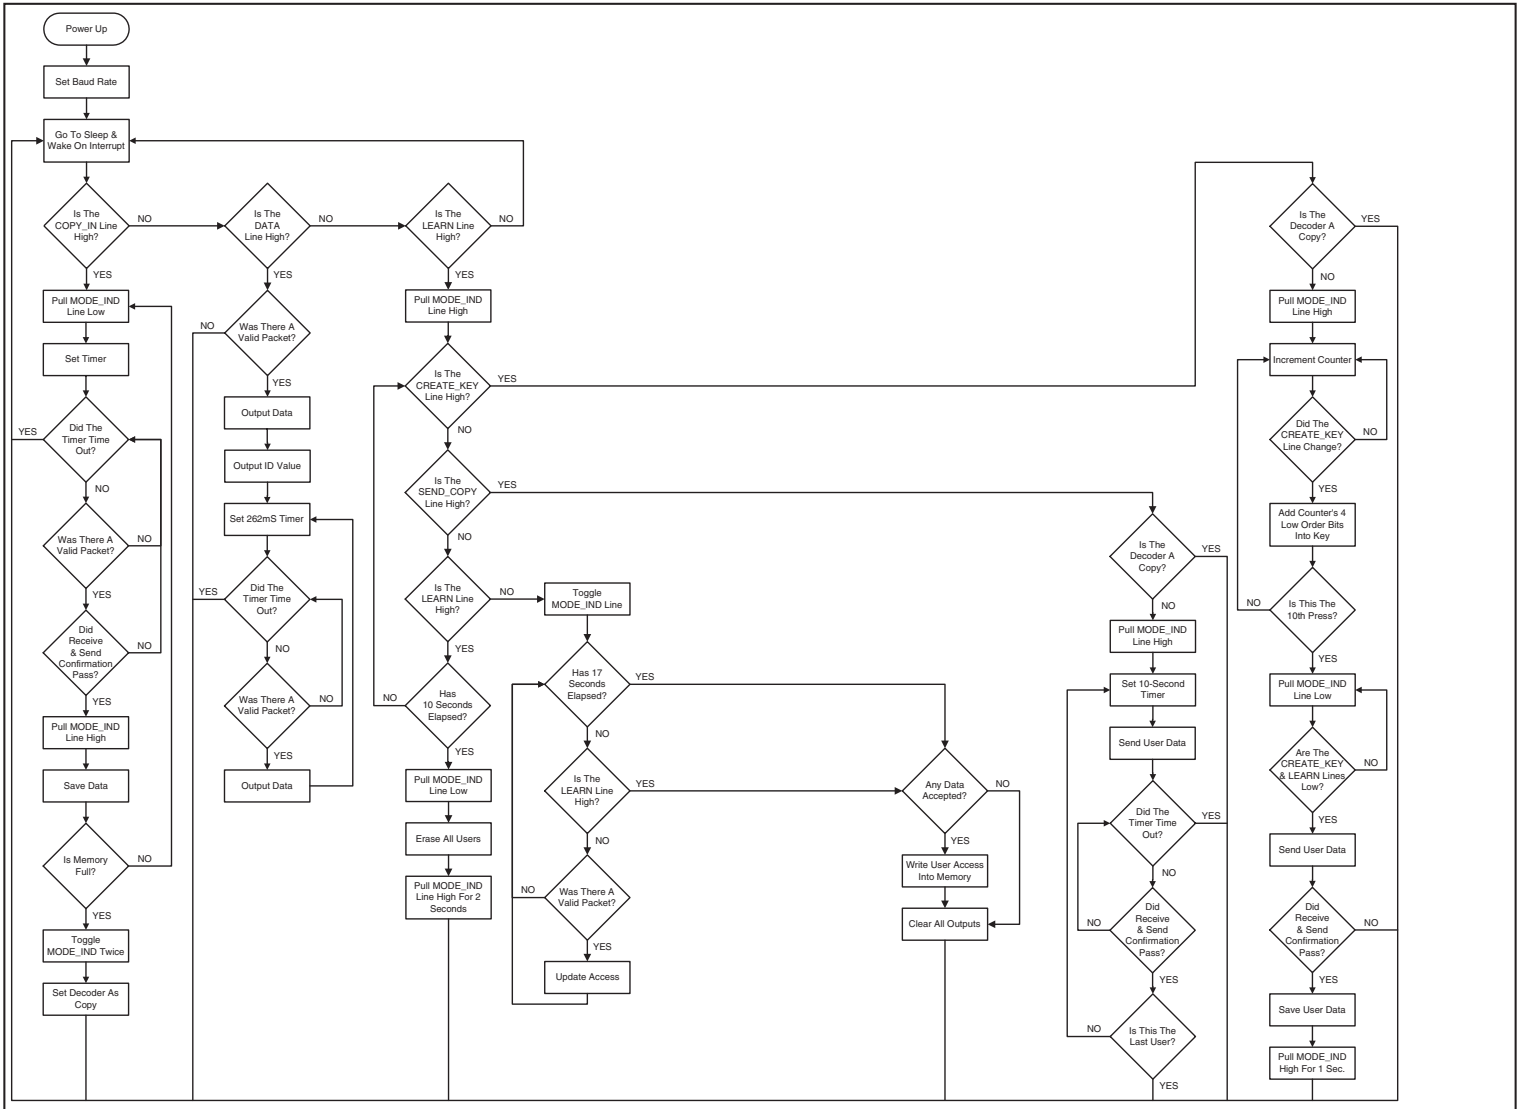 Power Up
Set Baud Rate
Go To Sleep &
Wake On Interrupt
Is The
COPY_IN Line
High?
NO
YES
Pull MODE_IND
Line Low
Set Timer
Did The
Timer Time
Out?
YES
NO
Was There A
Valid Packet?
NO
YES
Did
Receive
& Send
Confirmation
Pass?
NO
YES
Pull MODE_IND
Line High
Save Data
Is Memory
Full?
NO
YES
Toggle
MODE_IND Twice
Set Decoder As
Copy
Is The
DATA
Line High?
NO
YES
Was There A
Valid Packet?
NO
YES
Output Data
Output ID Value
Set 262mS Timer
Did The
Timer Time
Out?
YES
NO
Was There A
Valid Packet?
NO
YES
Output Data
Is The
LEARN Line
High?
NO
YES
Pull MODE_IND
Line High
Is The
CREATE_KEY
Line High?
YES
NO
Is The
SEND_COPY
Line High?
YES
NO
Is The
LEARN Line
High?
NO
YES
Has
10 Seconds
Elapsed?
NO
YES
Pull MODE_IND
Line Low
Erase All Users
Pull MODE_IND
Line High For 2
Seconds
Toggle
MODE_IND Line
Has 17
Seconds
Elapsed?
YES
NO
Is The
LEARN Line
High?
YES
NO
Was There A
Valid Packet?
NO
YES
Update Access
Any Data
Accepted?
NO
YES
Write User Access
Into Memory
Clear All Outputs
Is The
Decoder A
Copy?
YES
NO
Pull MODE_IND
Line High
Set 10-Second
Timer
Send User Data
Did The
Timer Time
Out?
YES
NO
Did
Receive
& Send
Confirmation
Pass?
NO
YES
Is This The
Last User?
NO
YES
Is The
Decoder A
Copy?
YES
NO
Pull MODE_IND
Line High
Increment Counter
Did The
CREATE_KEY
Line Change?
NO
YES
Add Counter's 4
Low Order Bits
Into Key
Is This The
10th Press?
NO
YES
Pull MODE_IND
Line Low
Are The
CREATE_KEY
& LEARN Lines
Low?
NO
YES
Send User Data
Did
Receive
& Send
Confirmation
Pass?
NO
YES
Save User Data
Pull MODE_IND
High For 1 Sec.